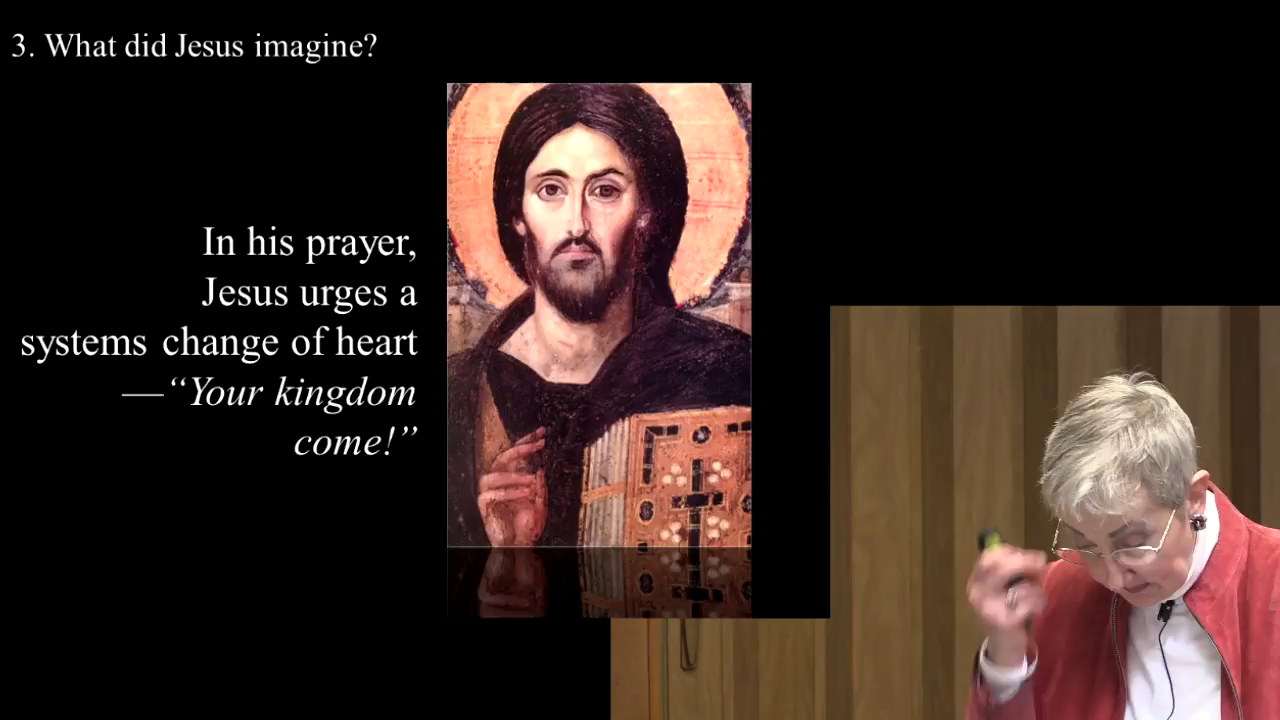 3. What did Jesus imagine?
In his prayer,
Jesus urges a
systems change of heart
—“Your kingdom
come!”